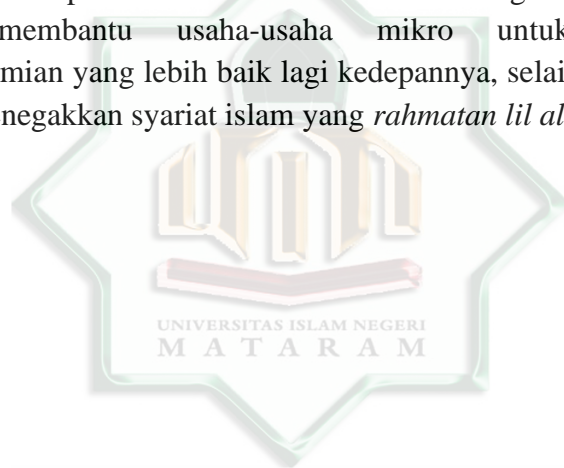 membantu usaha-usaha mikro untuk
mian yang lebih baik lagi kedepannya, selai
negakkan syariat islam yang rahmatan lil al
UNIVERSITAS ISLAM NEGERI
MATARAM